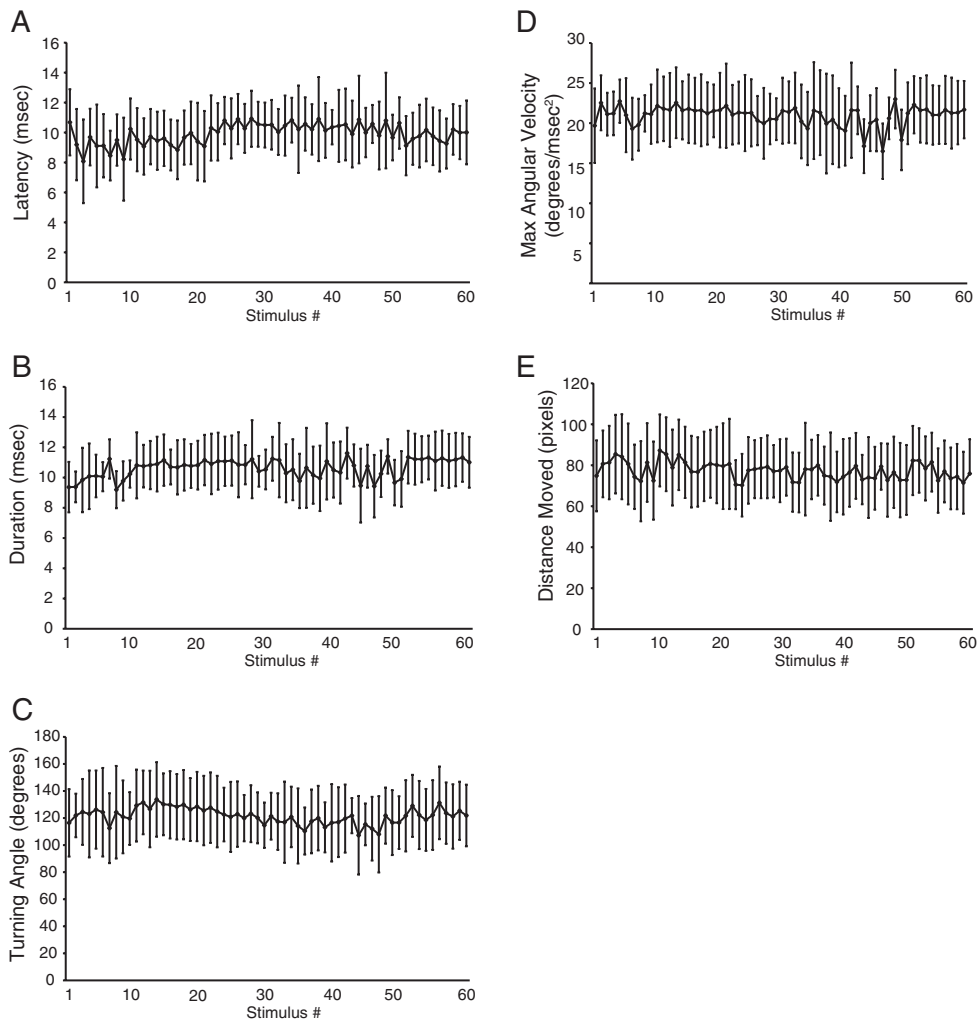 A
Latency (msec)
16
14
12
10
8
6
4
2
0
1 10 20 30 40 50 60
Stimulus #
B
Duration (msec)
16
14
12
10
8
6
4
2
0
1 10 20 30 40 50 60
Stimulus #
C
Turning Angle (degrees)
180
160
140
120
100
80
60
40
20
0
1 10 20 30 40 50 60
Stimulus #
D
Max Angular Velocity
(degrees/msec²)
30
25
20
15
10
5
1 10 20 30 40 50 60
Stimulus #
E
Distance Moved (pixels)
120
100
80
60
40
20
0
1 10 20 30 40 50 60
Stimulus #